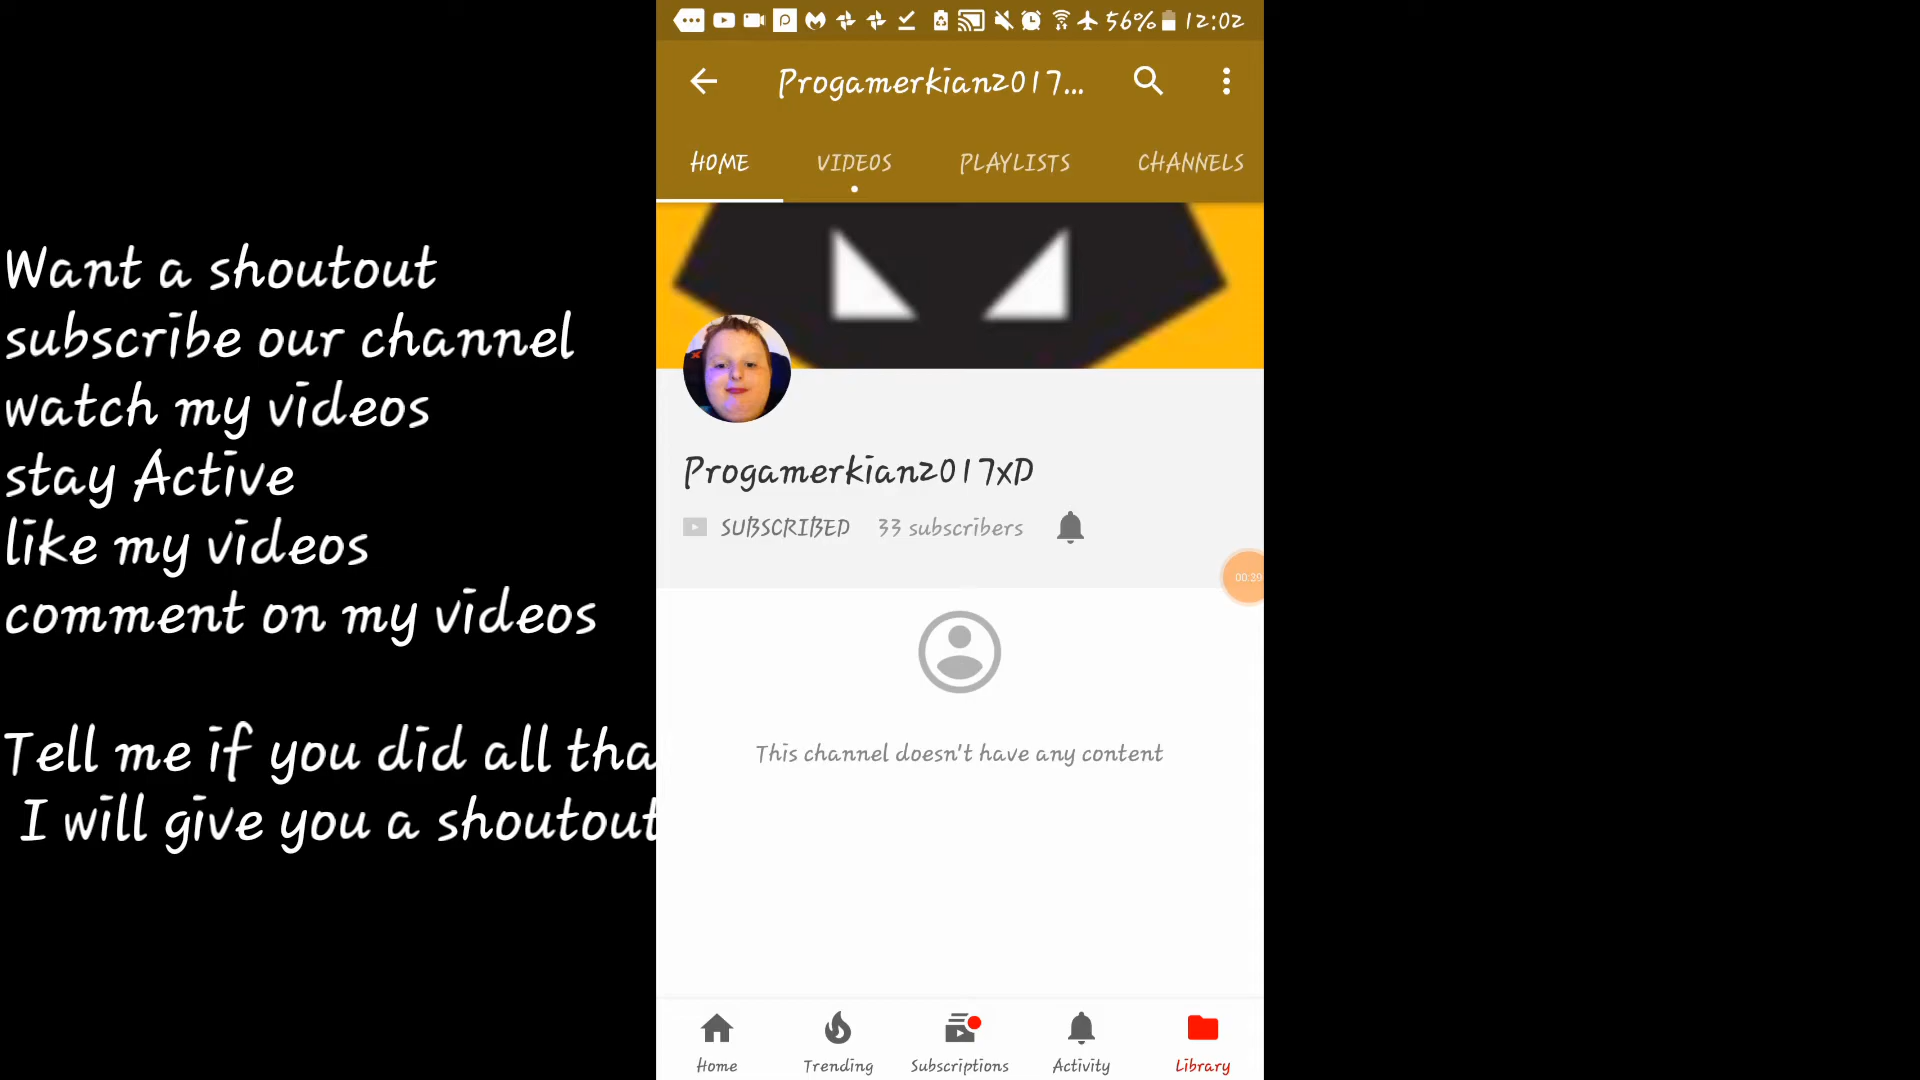 56% 12:02
Progamerkian2017...
HOME VIDEOS PLAYLISTS CHANNELS
Want a shoutout
subscribe our channel
watch my videos
stay Active
like my videos
comment on my videos
Tell me if you did all tha
I will give you a shoutout
Progamerkian2017xD
SUBSCRIBED 33 subscribers
This channel doesn't have any content
Home Trending Subscriptions Activity Library